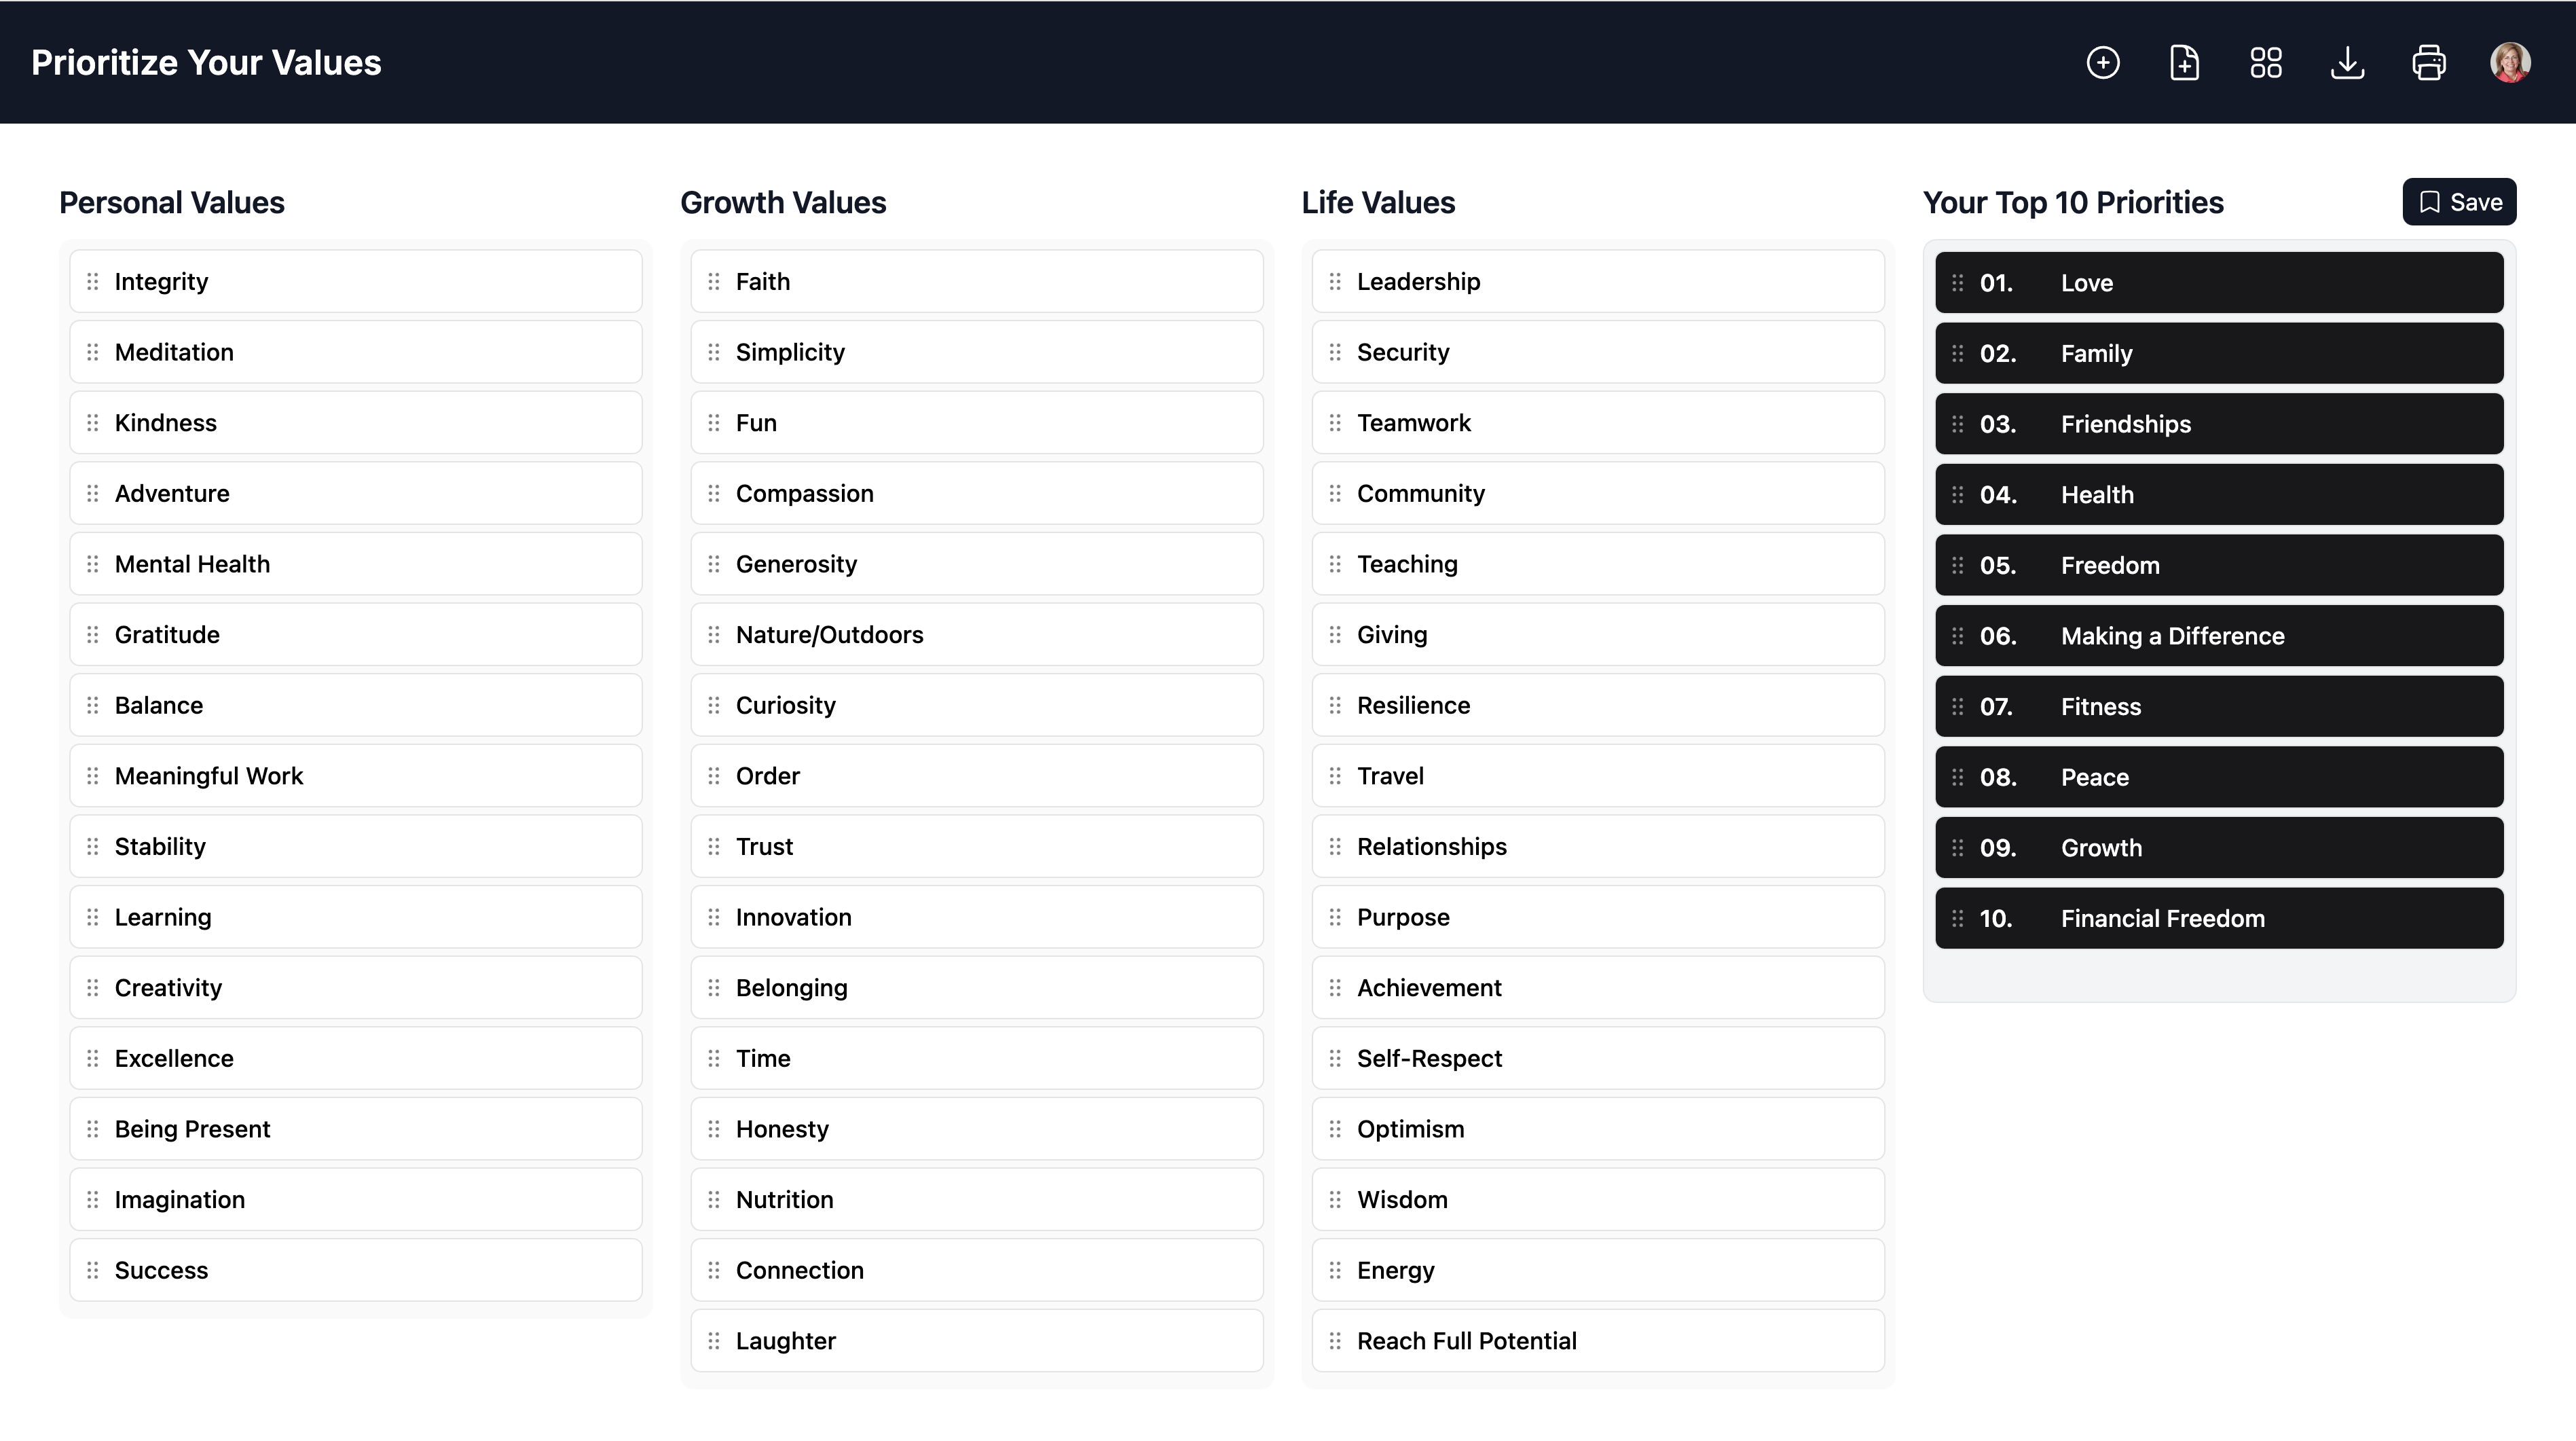 Prioritize Your Values
Personal Values
Integrity
Meditation
Kindness
Adventure
Mental Health
Gratitude
Balance
Meaningful Work
Stability
Learning
Creativity
Excellence
Being Present
Imagination
Success
Growth Values
Faith
Simplicity
Fun
Compassion
Generosity
Nature/Outdoors
Curiosity
Order
Trust
Innovation
Belonging
Time
Honesty
Nutrition
Connection
Laughter
Life Values
Leadership
Security
Teamwork
Community
Teaching
Giving
Resilience
Travel
Relationships
Purpose
Achievement
Self-Respect
Optimism
Wisdom
Energy
Reach Full Potential
Your Top 10 Priorities
Save
01. Love
02. Family
03. Friendships
04. Health
05. Freedom
06. Making a Difference
07. Fitness
08. Peace
09. Growth
10. Financial Freedom